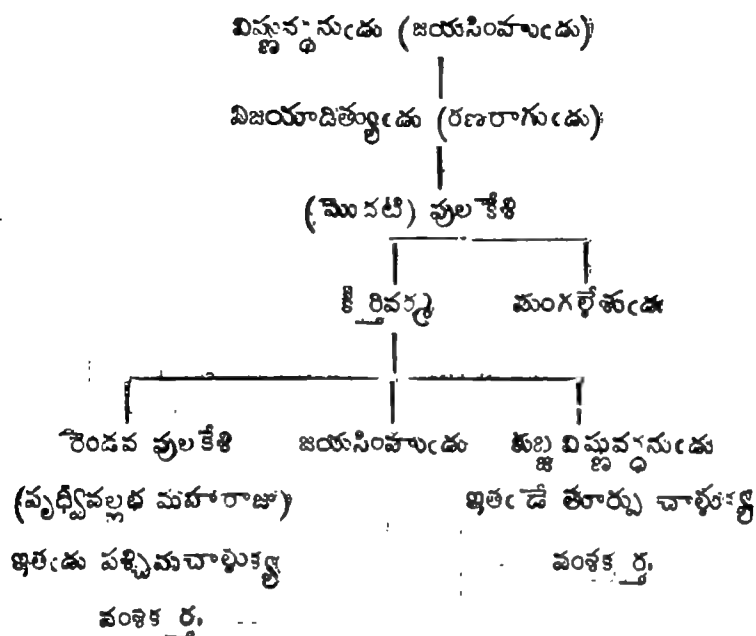 విష్ణువర్ధనుఁడు (జయసింహుఁడు)
విజయాదిత్యుఁడు (రణరాగుఁడు)
(మొదటి) పులకేశి
కీర్తివర్మ మంగళేశుఁడు
రెండవ పులకేశి జయసింహుఁడు కుబ్జ విష్ణువర్ధనుఁడు
(పృథ్వీవల్లభ మహారాజు) ఇతఁడే తూర్పు చాళుక్య
ఇతఁడు పశ్చిమచాళుక్య వంశకర్త.
వంశకర్త.